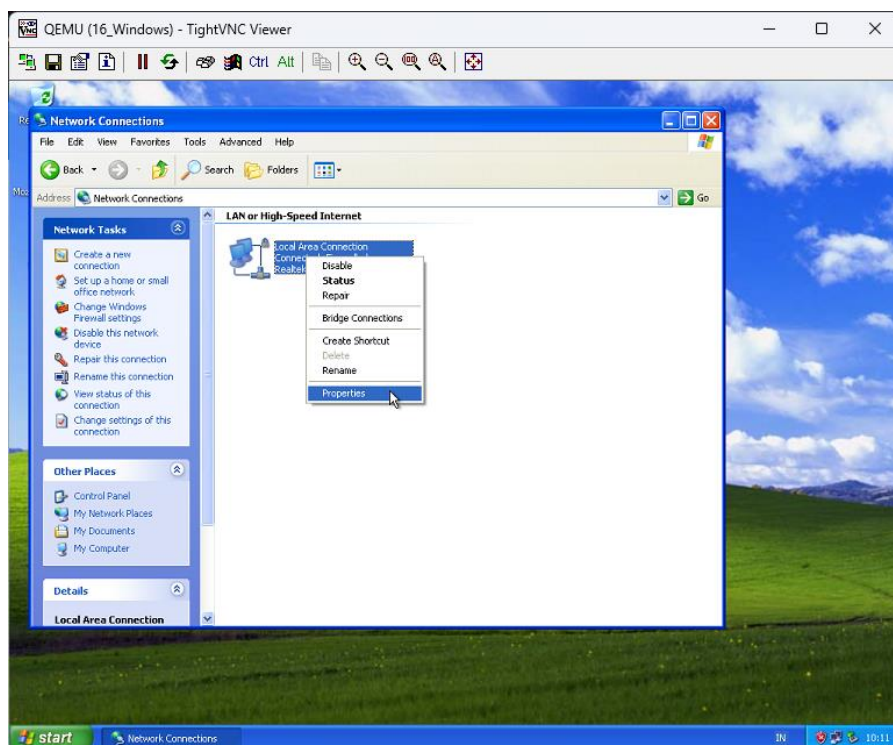 QEMU (16_Windows) - TightVNC Viewer
Ctrl Alt
Network Connections
File Edit View Favorites Tools Advanced Help
Back Search Folders
Address Network Connections Go
Network Tasks
Create a new
connection
Set up a home or small
office network
Change Windows
Firewall settings
Disable this network
device
Repair this connection
Rename this connection
View status of this
connection
Change settings of this
connection
Other Places
Control Panel
My Network Places
My Documents
My Computer
Details
Local Area Connection
LAN or High-Speed Internet
Local Area Connection
Disable
Status
Repair
Bridge Connections
Create Shortcut
Delete
Rename
Properties
start Network Connections IN 10:11